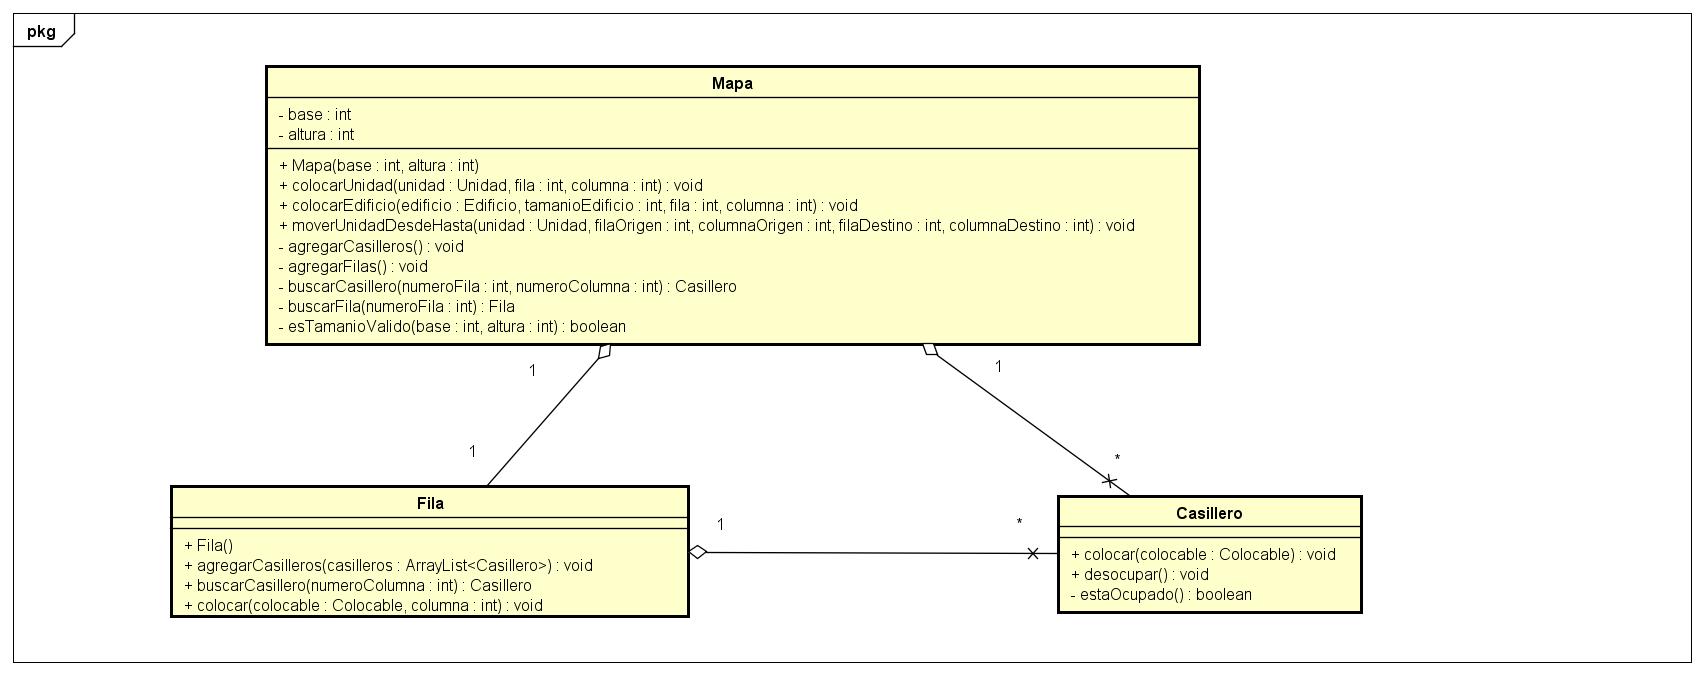 pkg
Mapa
- base : int
- altura : int
+ Mapa(base : int, altura : int)
+ colocarUnidad(unidad : Unidad, fila : int, columna : int) : void
+ colocarEdificio(edificio : Edificio, tamanioEdificio : int, fila : int, columna : int) : void
+ moverUnidadDesdeHasta(unidad : Unidad, filaOrigen : int, columnaOrigen : int, filaDestino : int, columnaDestino : int) : void
- agregarCasilleros() : void
- agregarFilas() : void
- buscarCasillero(numeroFila : int, numeroColumna : int) : Casillero
- buscarFila(numeroFila : int) : Fila
- esTamanioValido(base : int, altura : int) : boolean
1
1
1
*
Fila
+ Fila()
+ agregarCasilleros(casilleros : ArrayList<Casillero>) : void
+ buscarCasillero(numeroColumna : int) : Casillero
+ colocar(colocable : Colocable, columna : int) : void
1
*
Casillero
+ colocar(colocable : Colocable) : void
+ desocupar() : void
- estaOcupado() : boolean